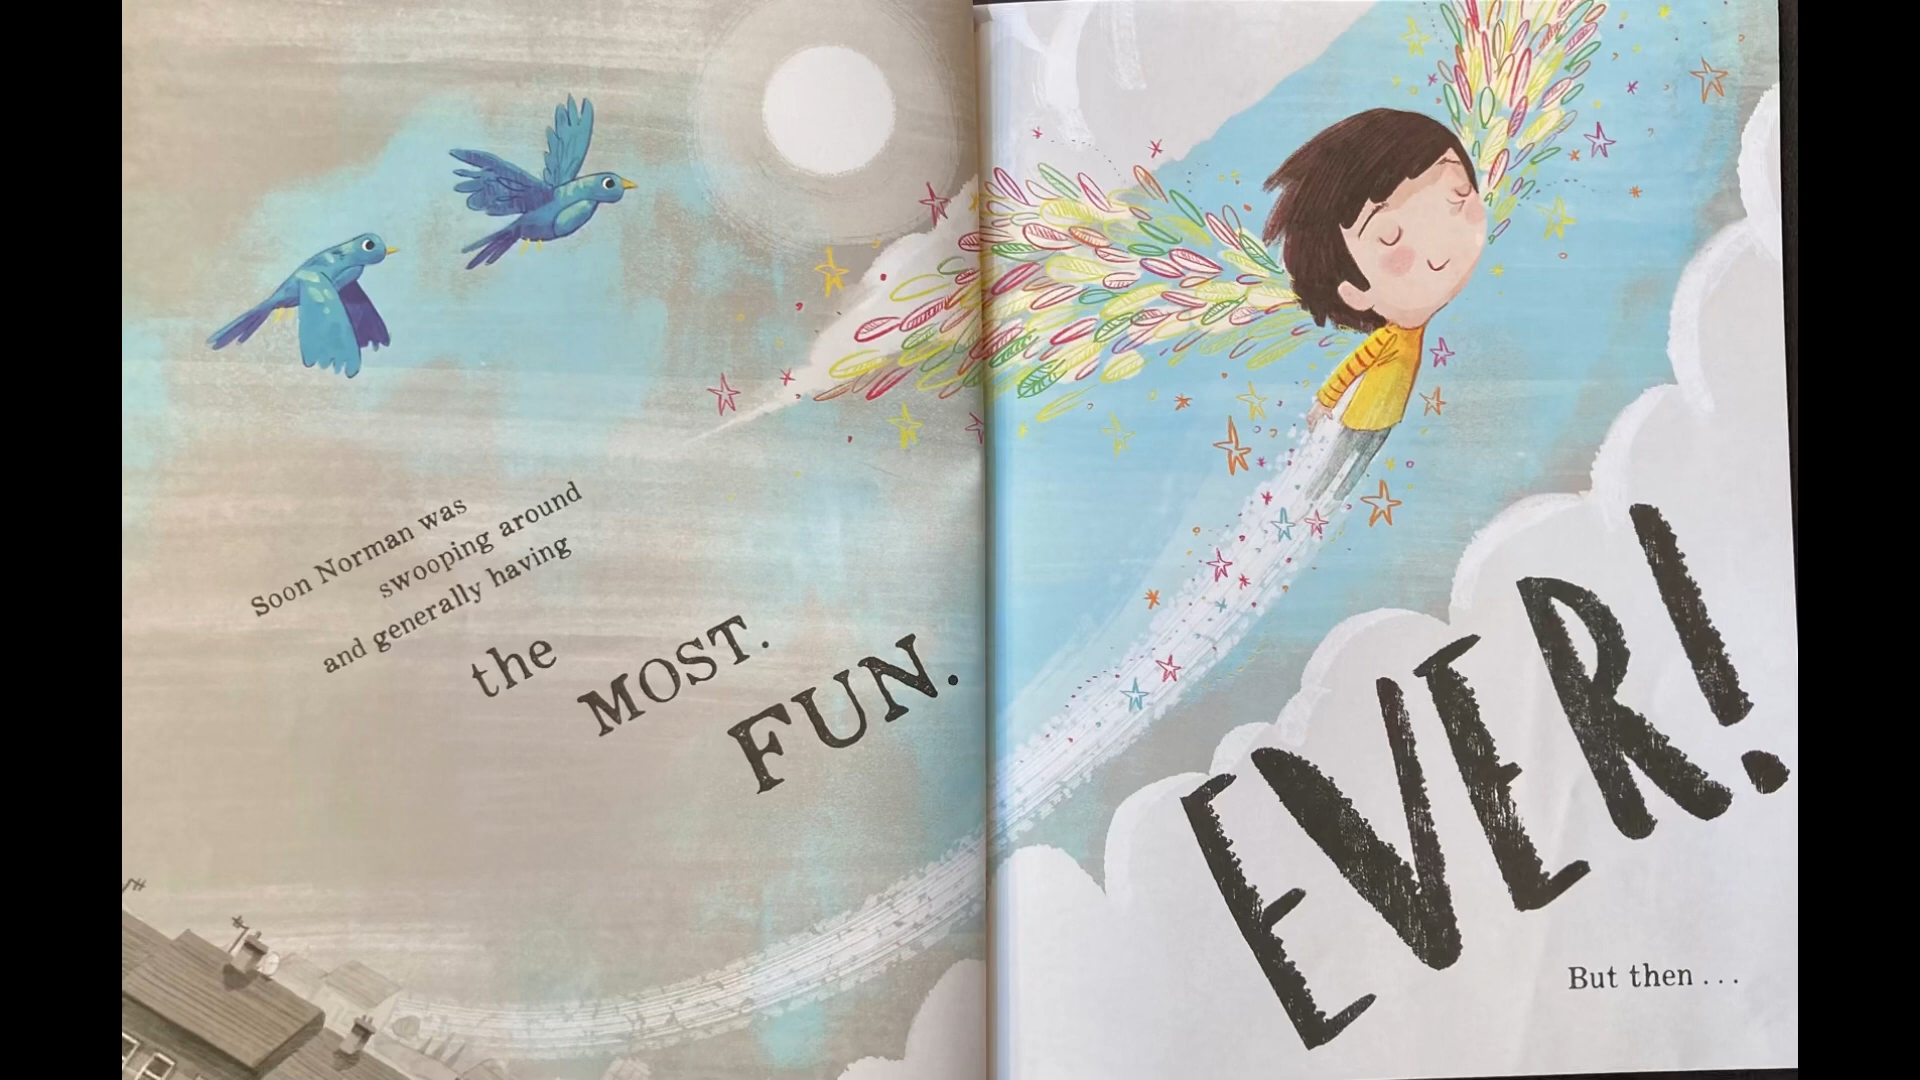 Soon Norman was
swooping around
and generally having
the
MOST.
FUN.
EVER!
But then . . .